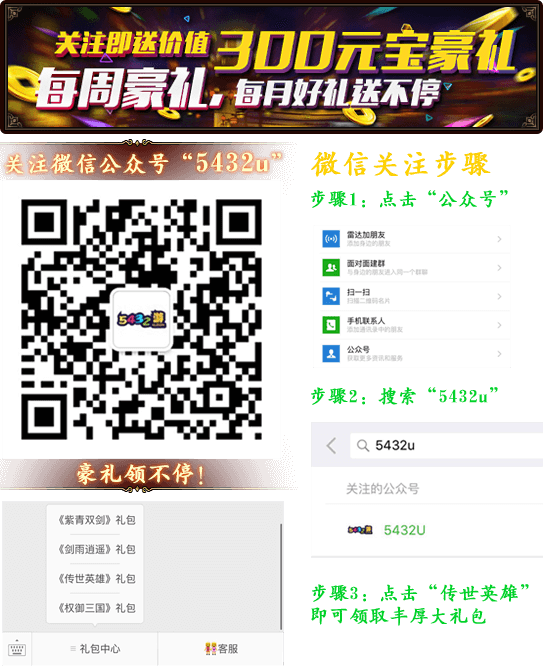 关注即送价值300元宝豪礼
每周豪礼，每月好礼送不停
关注微信公众号“5432u”
5432游
豪礼领不停！
《紫青双剑》礼包
《剑雨逍遥》礼包
《传世英雄》礼包
《权御三国》礼包
礼包中心
客服
微信关注步骤
步骤1：点击“公众号”
雷达加朋友
添加身边的朋友
面对面建群
与身边的朋友进入同一个群聊
扫一扫
扫描二维码名片
手机联系人
添加通讯录中的朋友
公众号
获取更多资讯和服务
步骤2：搜索“5432u”
5432u
关注的公众号
5432游
5432U
步骤3：点击“传世英雄”
即可领取丰厚大礼包